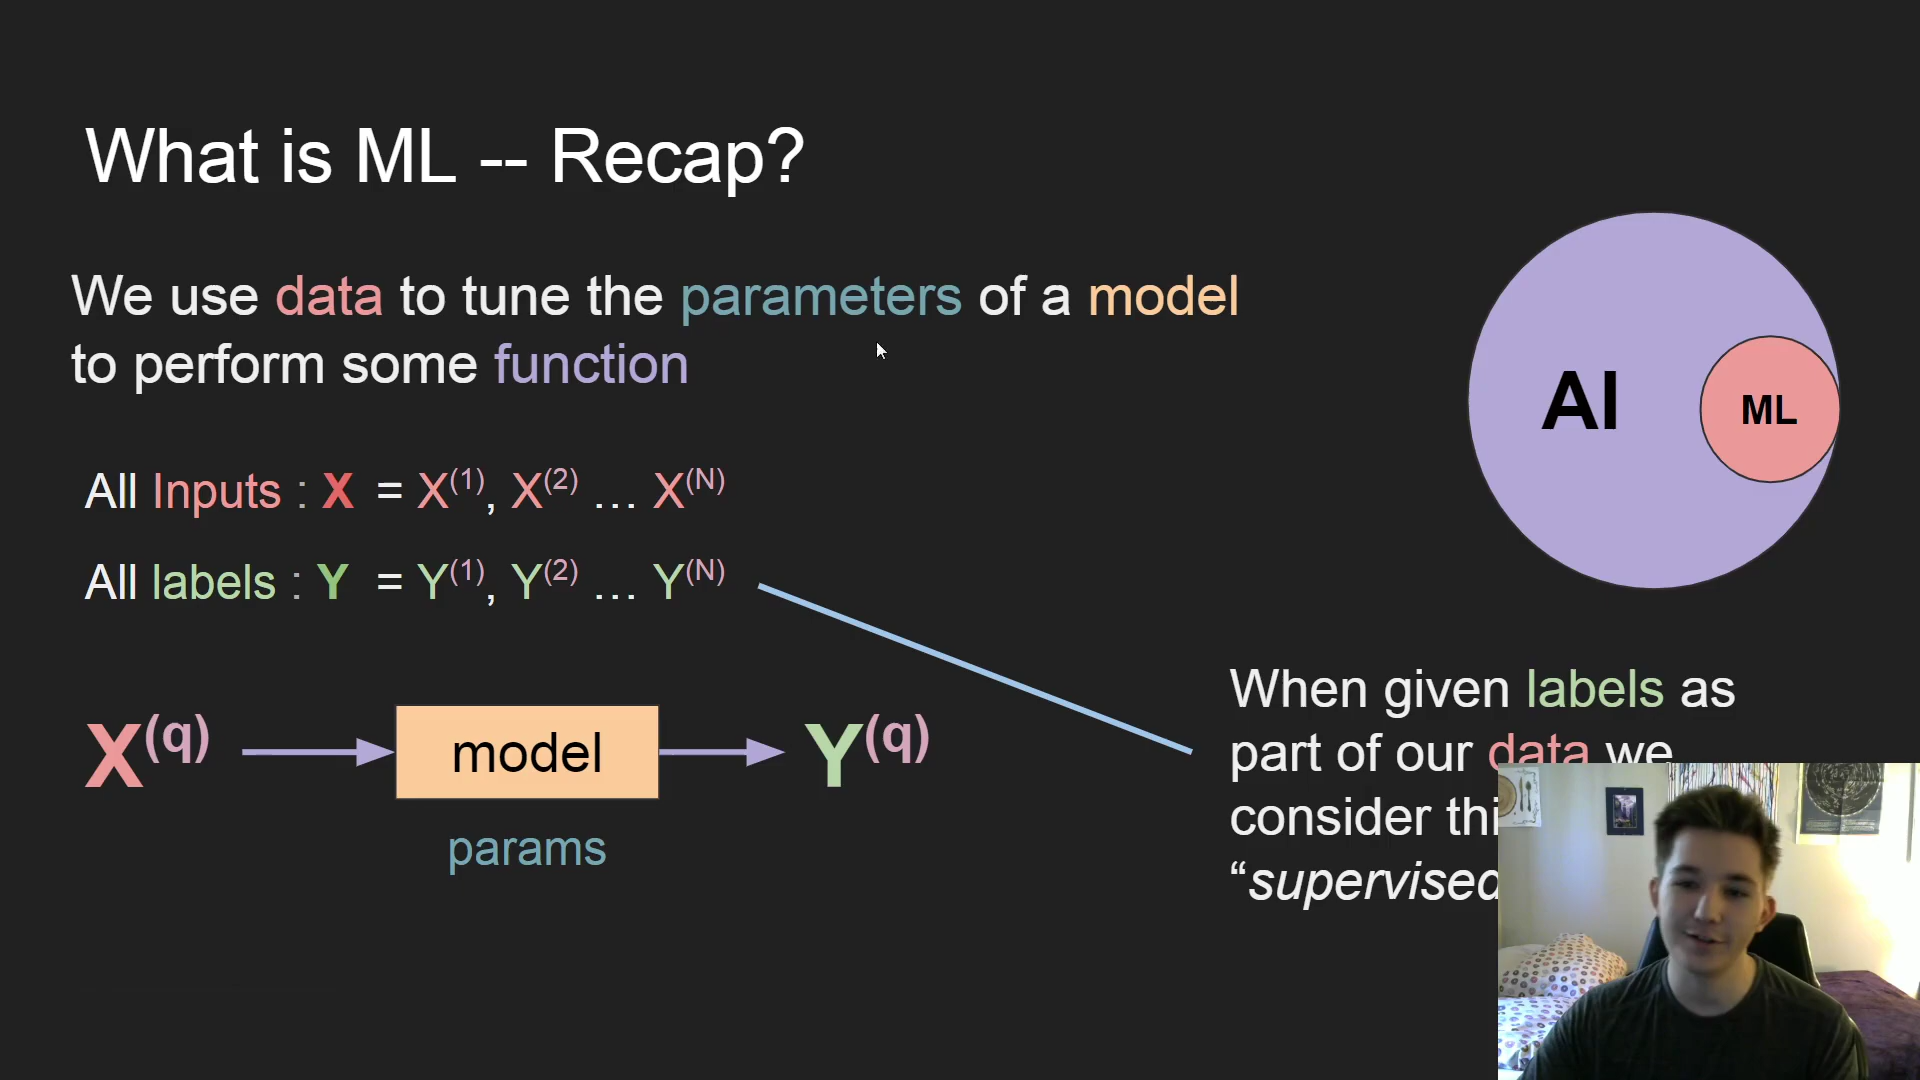 What is ML -- Recap?
We use data to tune the parameters of a model
to perform some function
AI
ML
All Inputs : X = X(1), X(2) … X(N)
All labels : Y = Y(1), Y(2) … Y(N)
X(q)
model
Y(q)
params
When given labels as
part of our data we
consider thi
“supervised